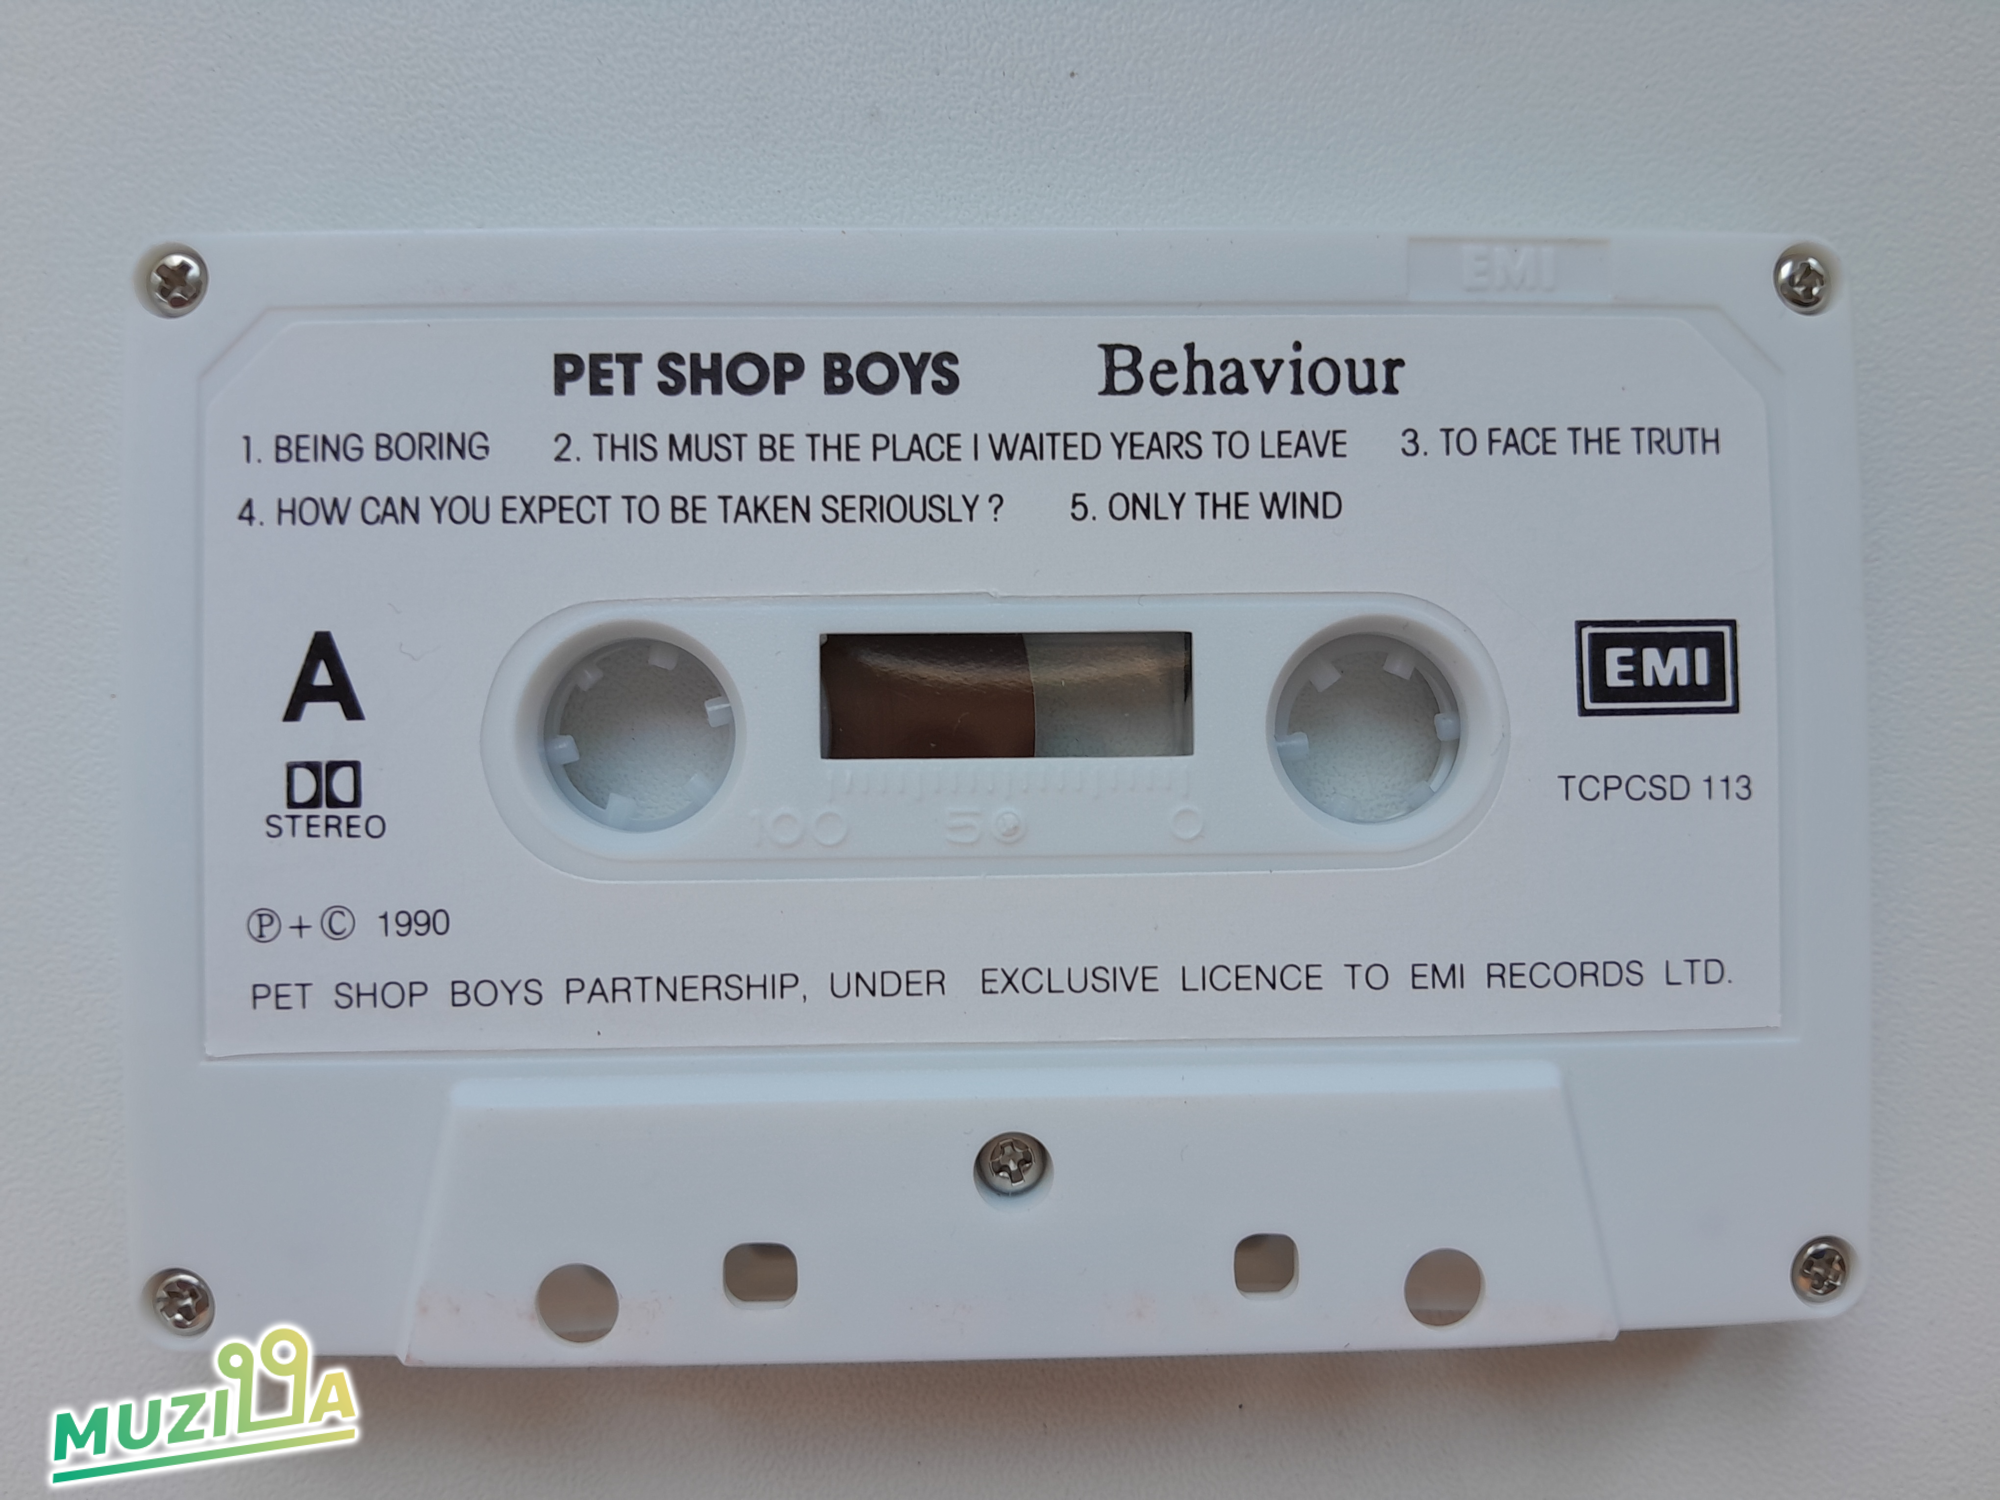 EMI
PET SHOP BOYS Behaviour
1. BEING BORING 2. THIS MUST BE THE PLACE I WAITED YEARS TO LEAVE 3. TO FACE THE TRUTH
4. HOW CAN YOU EXPECT TO BE TAKEN SERIOUSLY ? 5. ONLY THE WIND
A
EMI
STEREO
TCPCSD 113
100 50 0
Ⓟ + © 1990
PET SHOP BOYS PARTNERSHIP, UNDER EXCLUSIVE LICENCE TO EMI RECORDS LTD.
MUZILLA